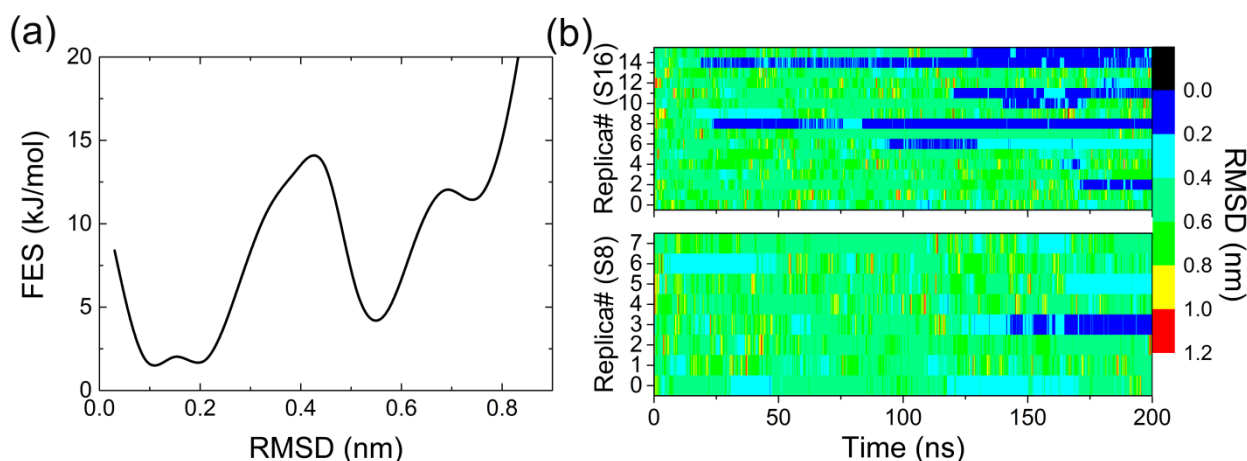 (a)
20
15
10
5
0
FES (kJ/mol)
0.0 0.2 0.4 0.6 0.8
RMSD (nm)
(b)
Replica# (S16)
14
12
10
8
6
4
2
0
Replica# (S8)
7
6
5
4
3
2
1
0
0 50 100 150 200
Time (ns)
0.0
0.2
0.4
0.6
0.8
1.0
1.2
RMSD (nm)